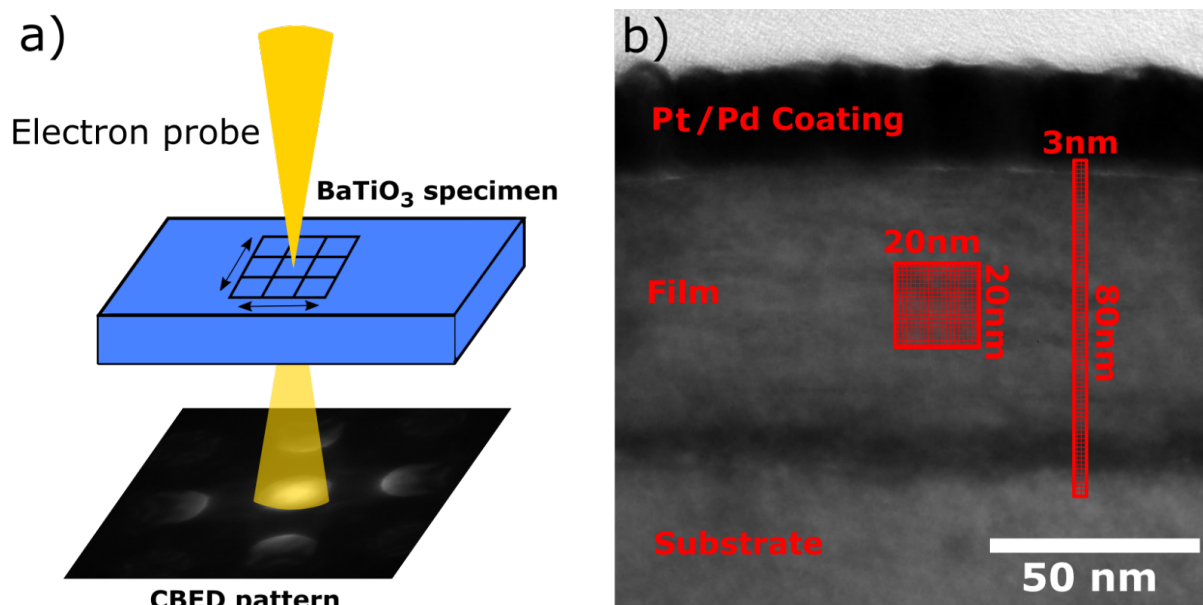 a)
Electron probe
BaTiO₃ specimen
CBED pattern
b)
Pt/Pd Coating
3nm
20nm
20nm
80nm
Film
Substrate
50 nm